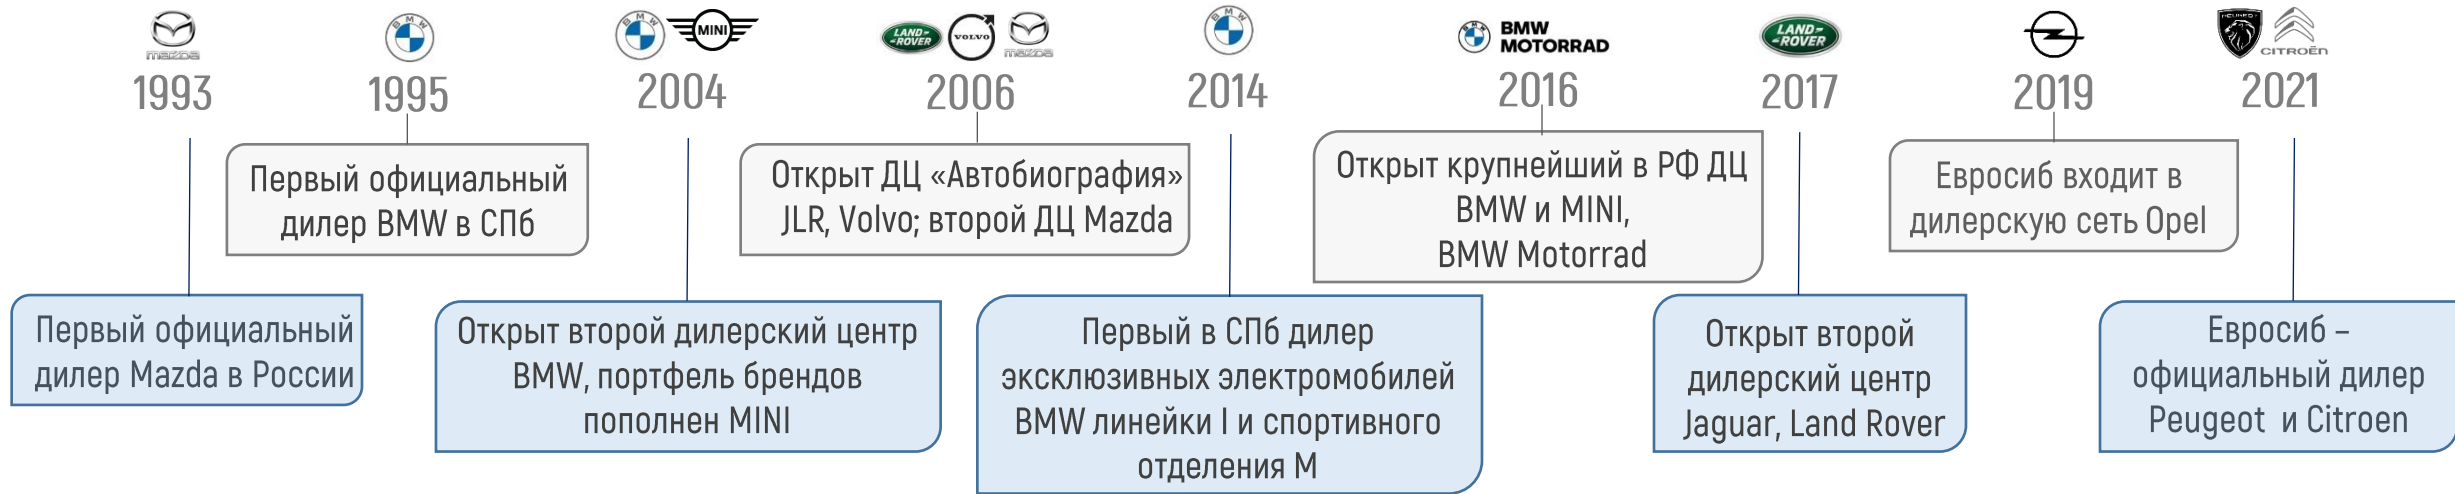 mazda
1993
Первый официальный
дилер Mazda в России
BMW
1995
Первый официальный
дилер BMW в СПб
BMW
MINI
2004
Открыт второй дилерский центр
BMW, портфель брендов
пополнен MINI
LAND-
-ROVER
VOLVO
mazda
2006
Открыт ДЦ «Автобиография»
JLR, Volvo; второй ДЦ Mazda
BMW
2014
Первый в СПб дилер
эксклюзивных электромобилей
BMW линейки I и спортивного
отделения М
BMW
BMW
MOTORRAD
2016
Открыт крупнейший в РФ ДЦ
BMW и MINI,
BMW Motorrad
LAND-
-ROVER
2017
Открыт второй
дилерский центр
Jaguar, Land Rover
2019
Евросиб входит в
дилерскую сеть Opel
PEUGEOT
CITROËN
2021
Евросиб –
официальный дилер
Peugeot и Citroen